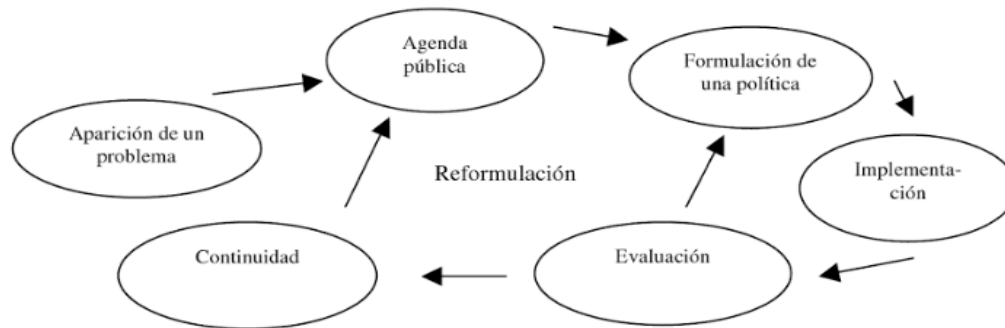 Agenda
pública
Formulación de
una política
Aparición de un
problema
Reformulación
Implementa-
ción
Continuidad
Evaluación